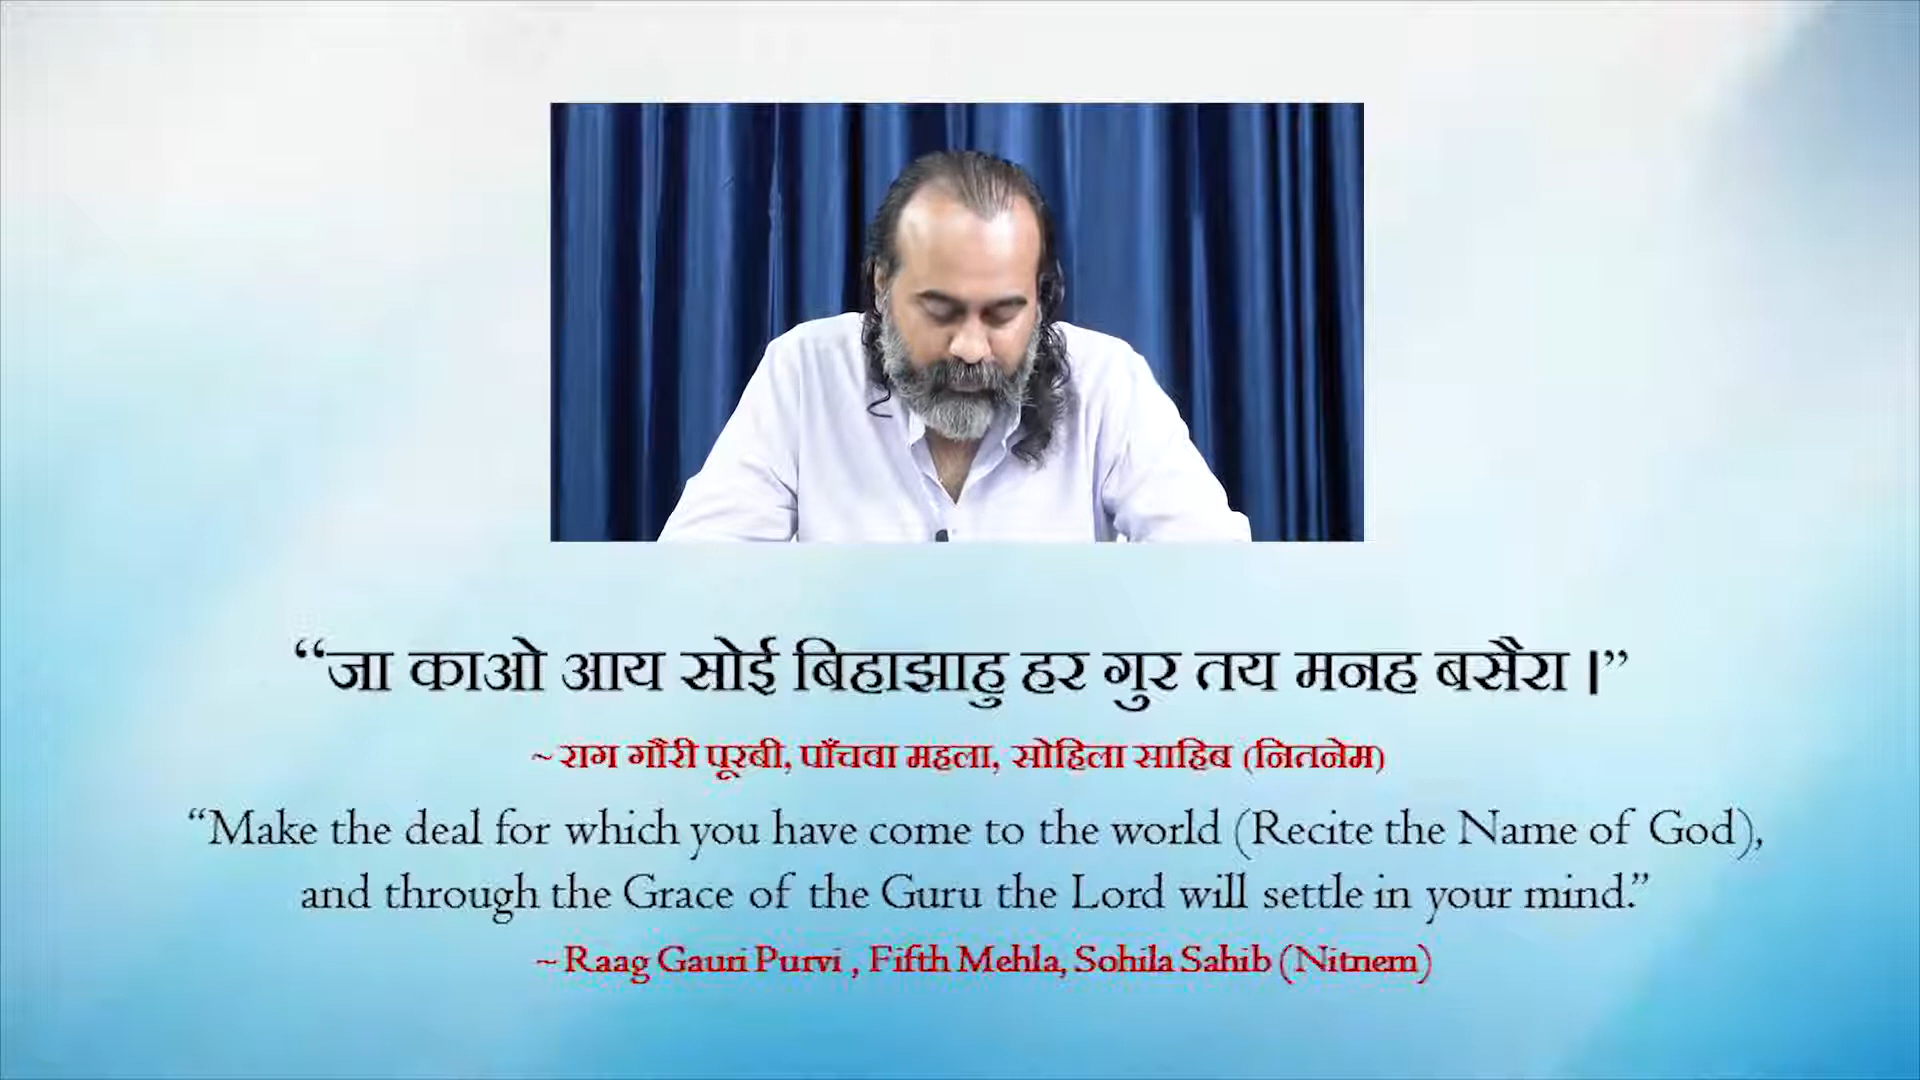 “जा काओ आय सोई बिहाझाहु हर गुर तय मनह बसैरा।”
~ राग गौरी पूरबी, पाँचवा महला, सोहिला साहिब (नितनेम)
“Make the deal for which you have come to the world (Recite the Name of God),
and through the Grace of the Guru the Lord will settle in your mind.”
~ Raag Gauri Purvi , Fifth Mehla, Sohila Sahib (Nitnem)